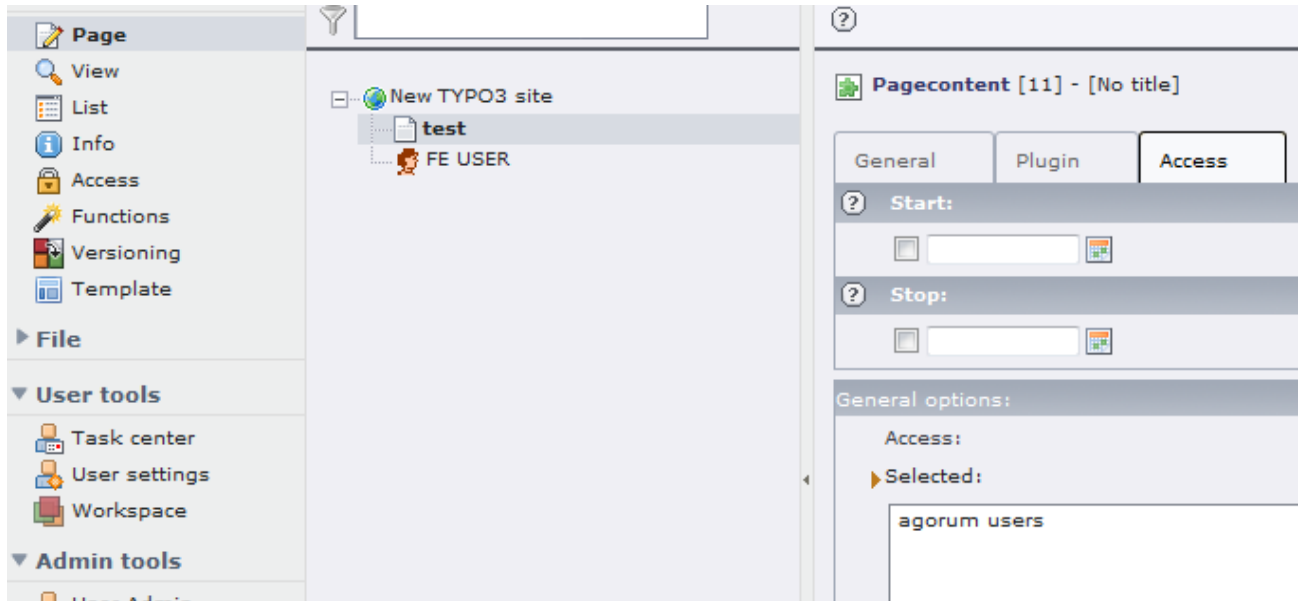 Page
View
List
Info
Access
Functions
Versioning
Template
File
User tools
Task center
User settings
Workspace
Admin tools
User Admin
New TYPO3 site
test
FE USER
Pagecontent [11] - [No title]
General
Plugin
Access
Start:
Stop:
General options:
Access:
Selected:
agorum users